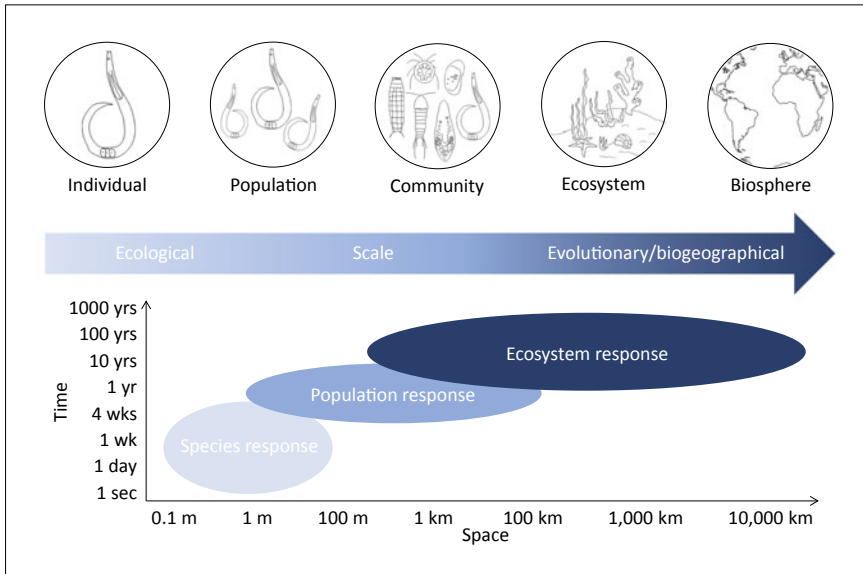 Individual
Population
Community
Ecosystem
Biosphere
Ecological
Scale
Evolutionary/biogeographical
Time
1000 yrs
100 yrs
10 yrs
1 yr
4 wks
1 wk
1 day
1 sec
Ecosystem response
Population response
Species response
0.1 m
1 m
100 m
1 km
100 km
1,000 km
10,000 km
Space